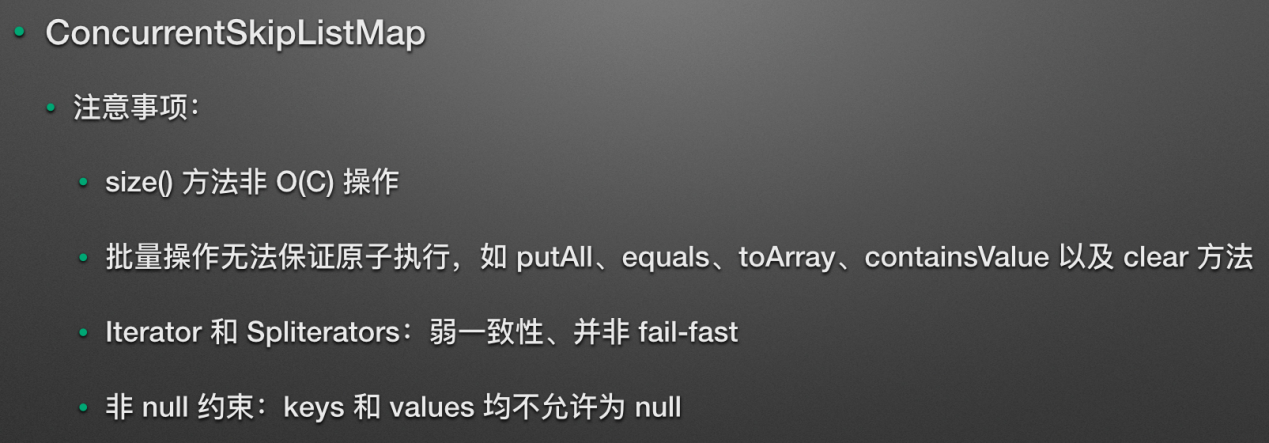 ConcurrentSkipListMap
注意事项：
size() 方法非 O(C) 操作
批量操作无法保证原子执行，如 putAll、equals、toArray、containsValue 以及 clear 方法
Iterator 和 Spliterators：弱一致性、并非 fail-fast
非 null 约束：keys 和 values 均不允许为 null